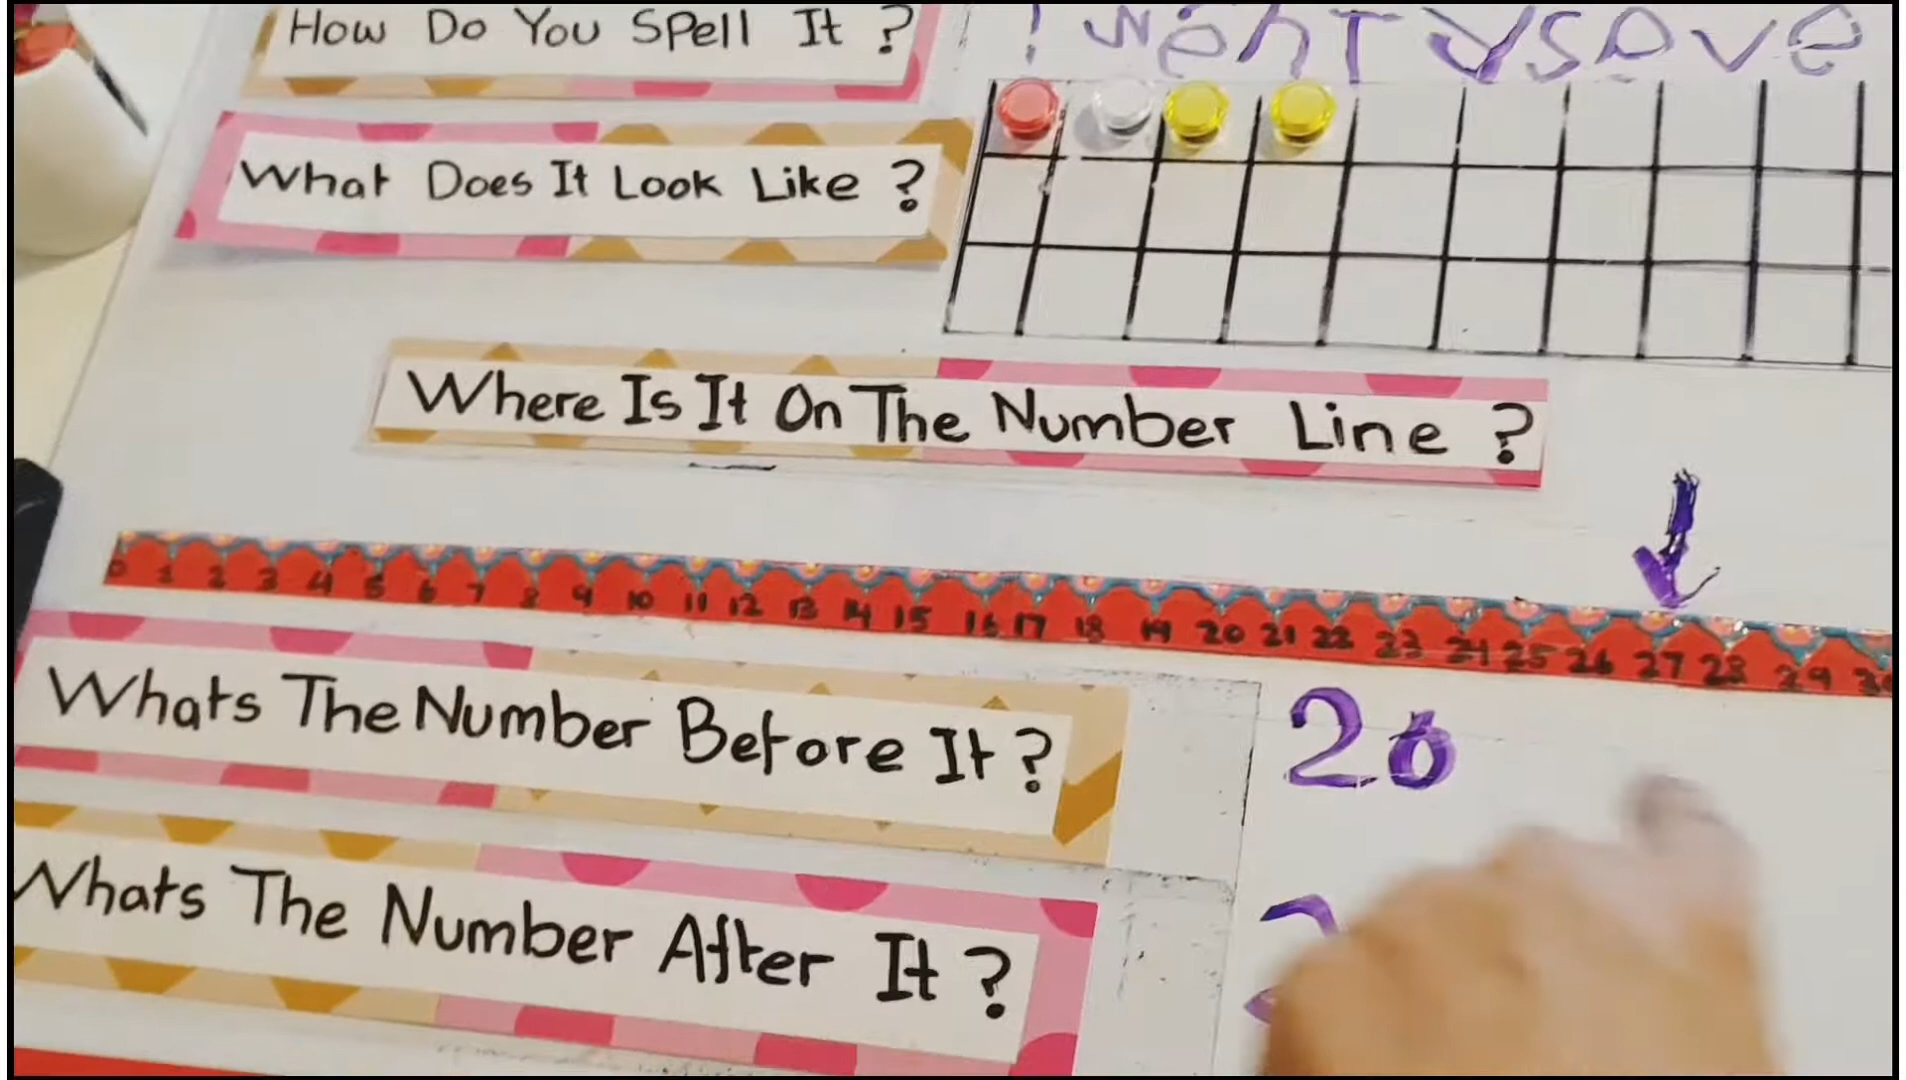 How Do You Spell It ?
What Does It Look Like ?
Where Is It On The Number Line ?
0 1 2 3 4 5 6 7 8 9 10 11 12 13 14 15 16 17 18 19 20 21 22 23 24 25 26 27 28 29
Whats The Number Before It ?
26
Whats The Number After It ?